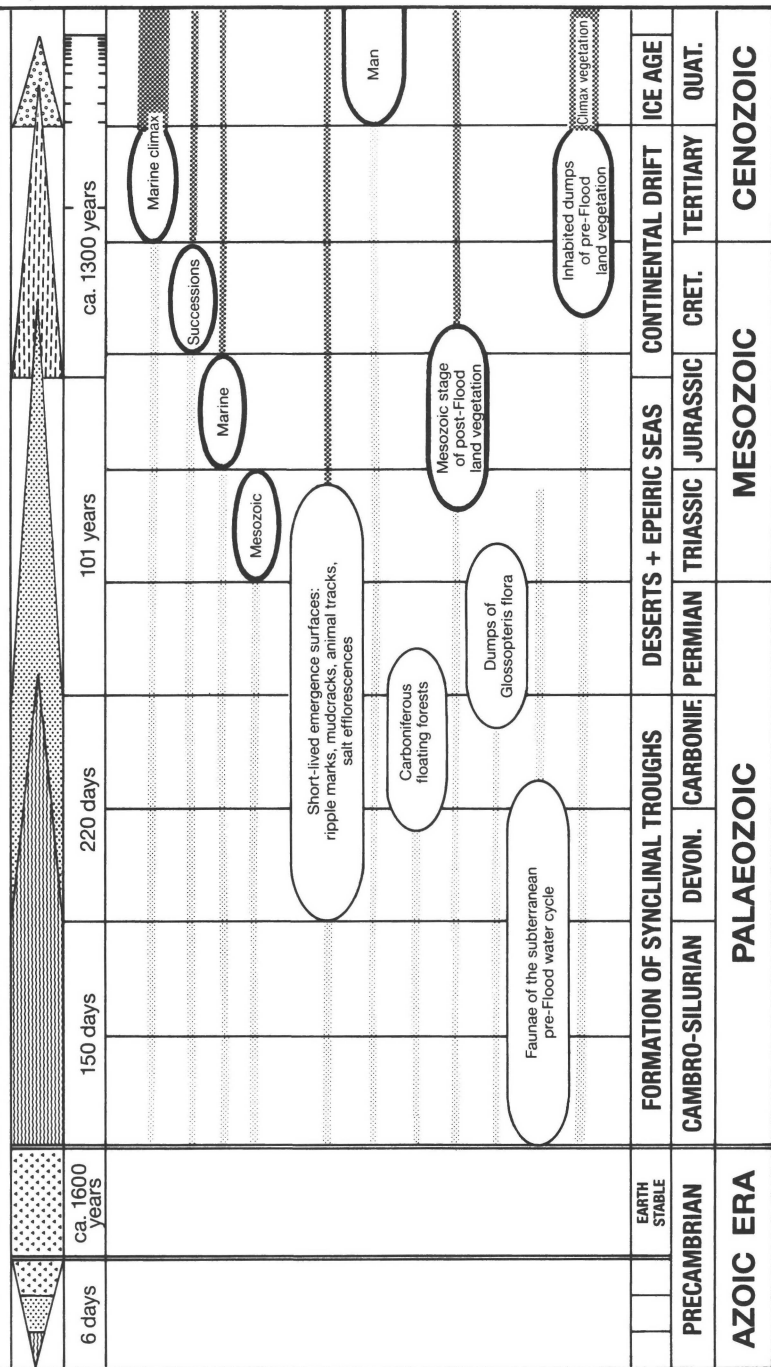 6 days
ca. 1600
years
150 days
220 days
101 years
ca. 1300 years
Marine climax
Successions
Marine
Mesozoic
Short-lived emergence surfaces:
ripple marks, mudcracks, animal tracks,
salt efflorescences
Man
Carboniferous
floating forests
Mesozoic stage
of post-Flood
land vegetation
Dumps of
Glossopteris flora
Faunae of the subterranean
pre-Flood water cycle
Inhabited dumps
of pre-Flood
land vegetation
Climax vegetation
EARTH
STABLE
FORMATION OF SYNCLINAL TROUGHS
DESERTS + EPEIRIC SEAS
CONTINENTAL DRIFT
ICE AGE
PRECAMBRIAN
CAMBRO-SILURIAN
DEVON.
CARBONIF.
PERMIAN
TRIASSIC
JURASSIC
CRET.
TERTIARY
QUAT.
AZOIC ERA
PALAEOZOIC
MESOZOIC
CENOZOIC